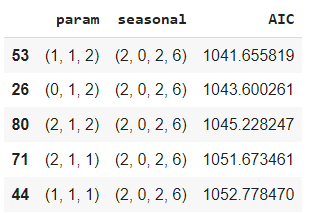 param seasonal AIC
53 (1, 1, 2) (2, 0, 2, 6) 1041.655819
26 (0, 1, 2) (2, 0, 2, 6) 1043.600261
80 (2, 1, 2) (2, 0, 2, 6) 1045.228247
71 (2, 1, 1) (2, 0, 2, 6) 1051.673461
44 (1, 1, 1) (2, 0, 2, 6) 1052.778470